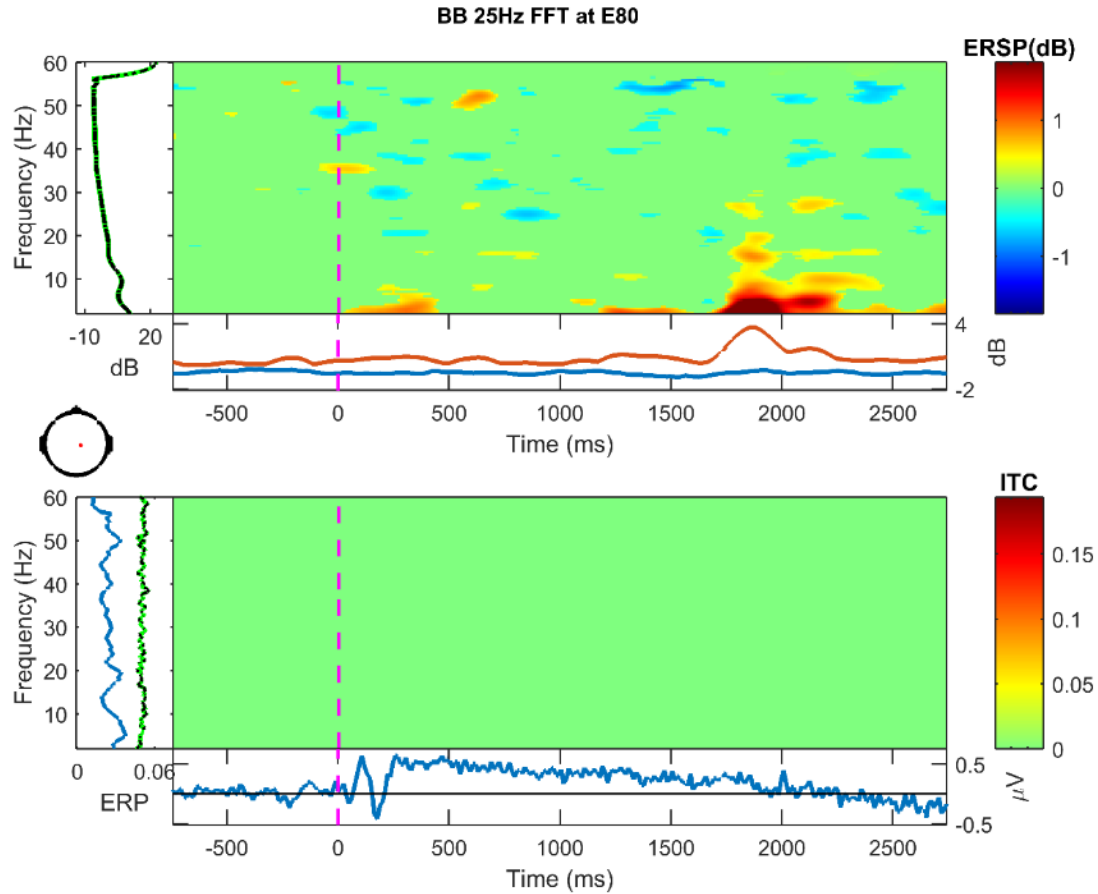 BB 25Hz FFT at E80
ERSP(dB)
60
50
40
30
20
10
Frequency (Hz)
1
0
-1
-10 20
dB
4
-2
dB
-500 0 500 1000 1500 2000 2500
Time (ms)
ITC
60
50
40
30
20
10
Frequency (Hz)
0.15
0.1
0.05
0
0 0.06
ERP
0.5
-0.5
μV
-500 0 500 1000 1500 2000 2500
Time (ms)